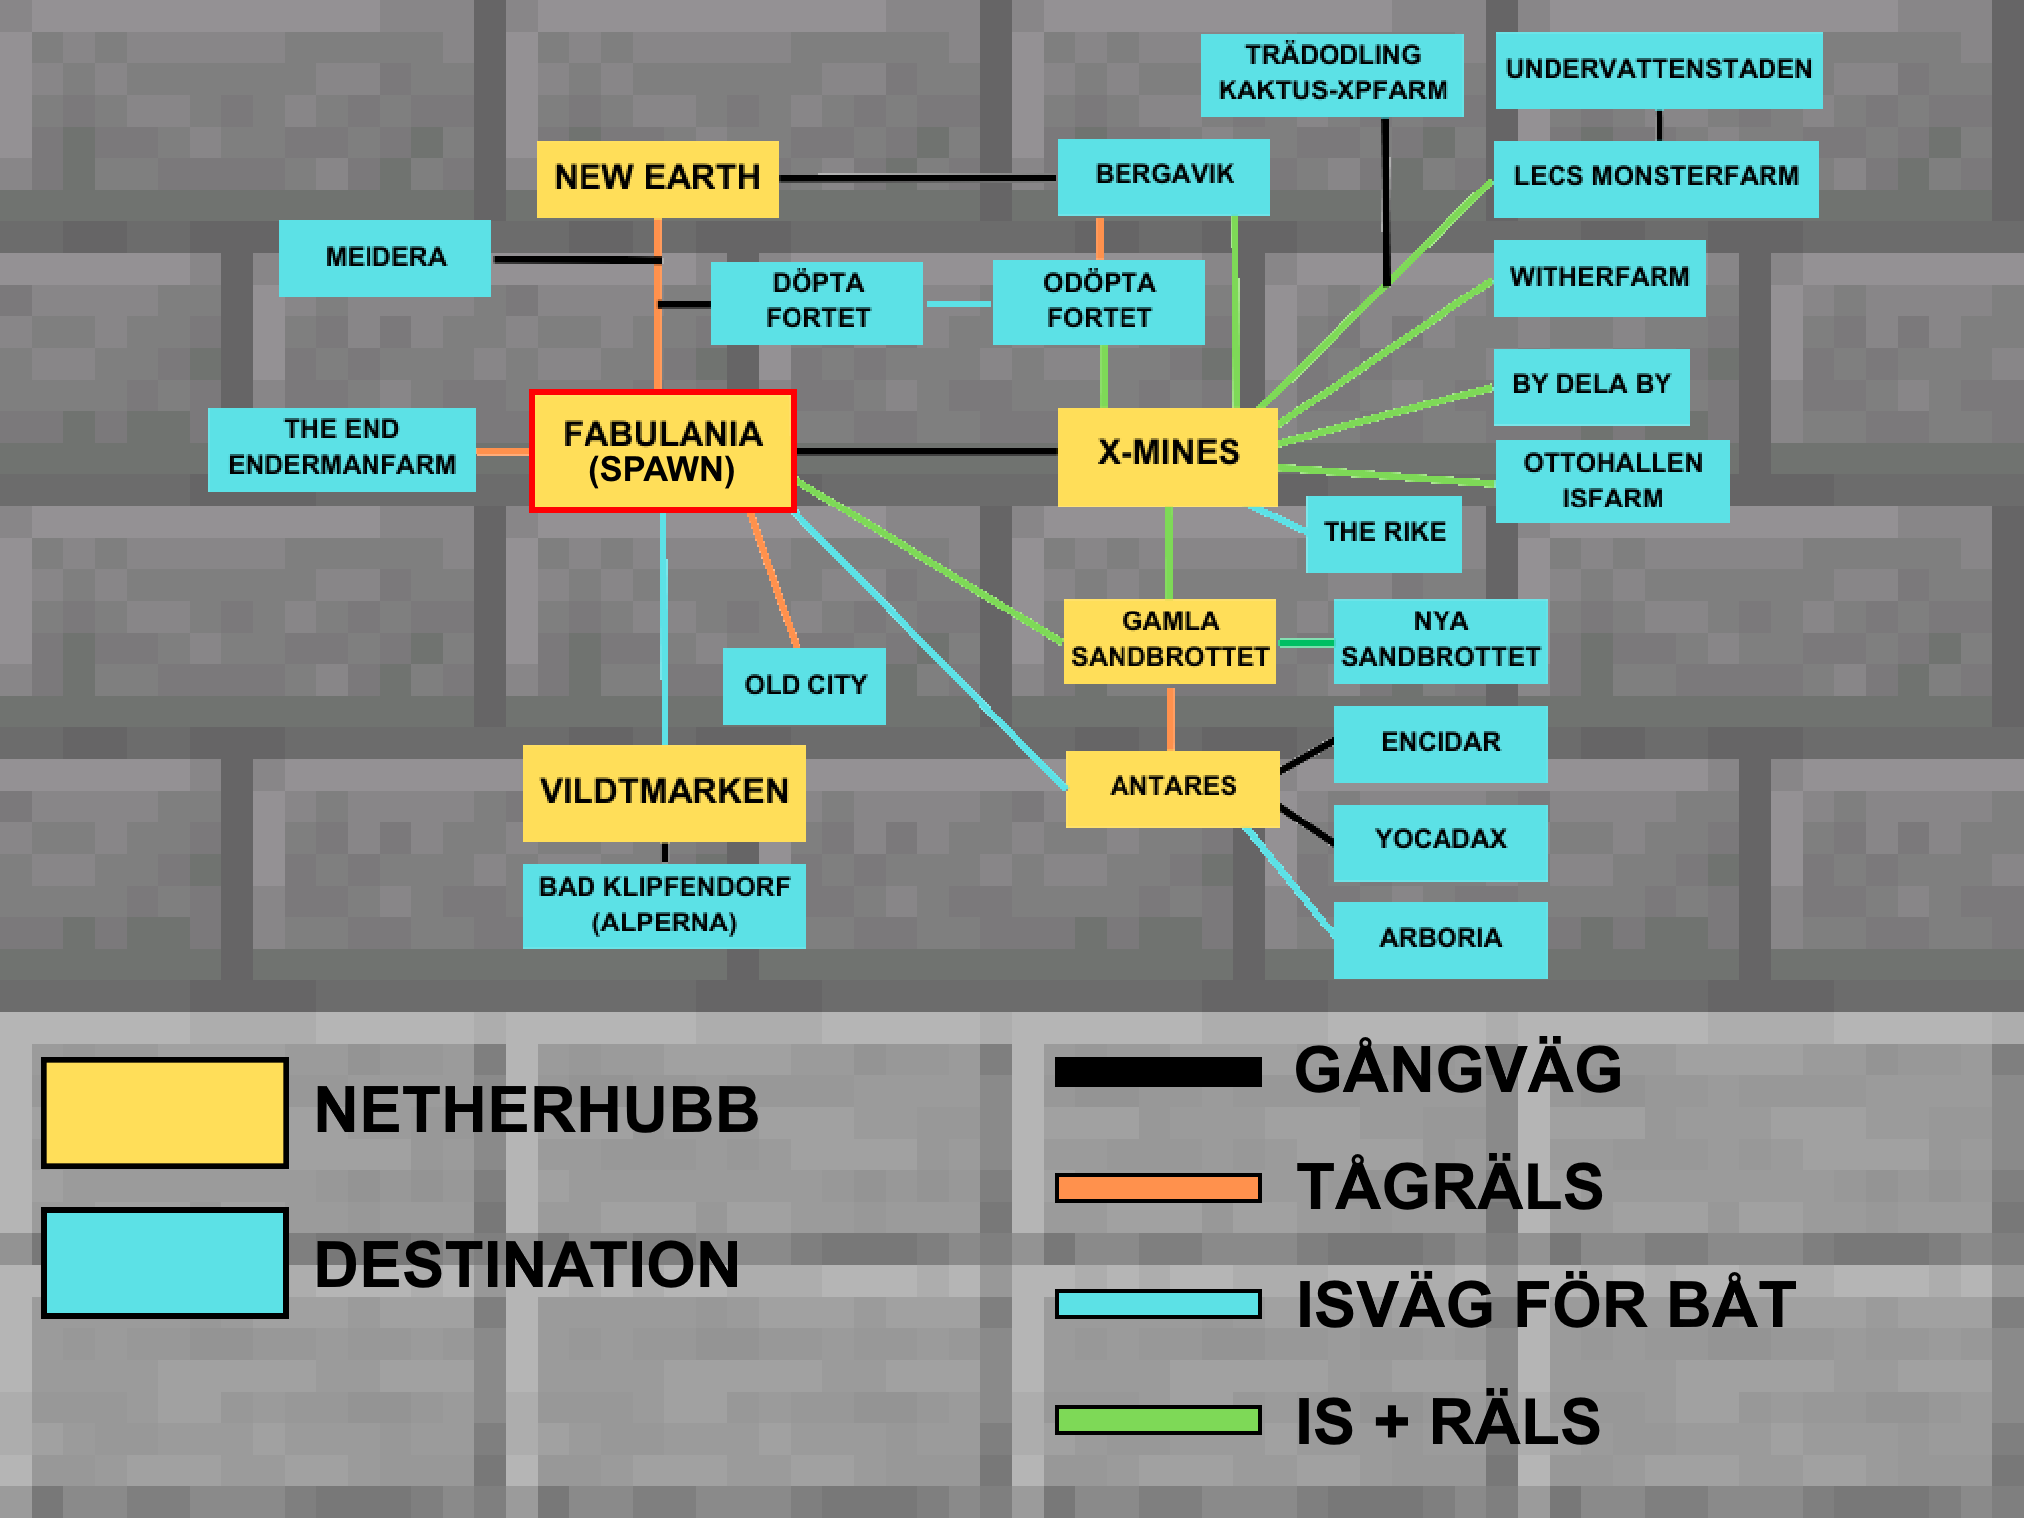 TRÄDODLING
KAKTUS-XPFARM
UNDERVATTENSTADEN
NEW EARTH
BERGAVIK
LECS MONSTERFARM
MEIDERA
DÖPTA
FORTET
ODÖPTA
FORTET
WITHERFARM
BY DELA BY
THE END
ENDERMANFARM
FABULANIA
(SPAWN)
X-MINES
OTTOHALLEN
ISFARM
THE RIKE
GAMLA
SANDBROTTET
NYA
SANDBROTTET
OLD CITY
ENCIDAR
VILDTMARKEN
ANTARES
YOCADAX
BAD KLIPFENDORF
(ALPERNA)
ARBORIA
NETHERHUBB
DESTINATION
GÅNGVÄG
TÅGRÄLS
ISVÄG FÖR BÅT
IS + RÄLS